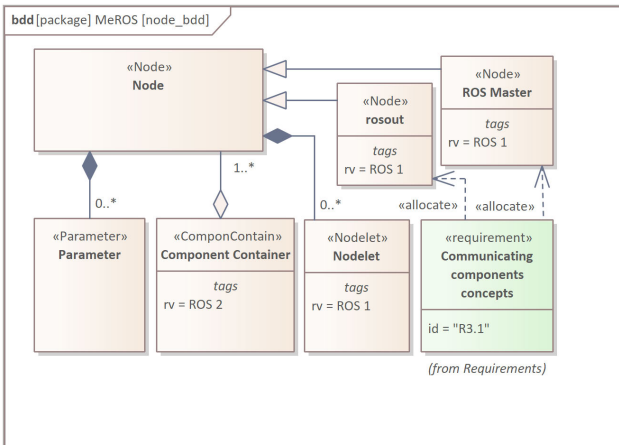 bdd [package] MeROS [node_bdd]
«Node»
Node
«Node»
ROS Master
tags
rv = ROS 1
«Node»
rosout
tags
rv = ROS 1
1..*
0..*
0..*
«allocate»
«allocate»
«Parameter»
Parameter
«ComponContain»
Component Container
tags
rv = ROS 2
«Nodelet»
Nodelet
tags
rv = ROS 1
«requirement»
Communicating
components
concepts
id = "R3.1"
(from Requirements)